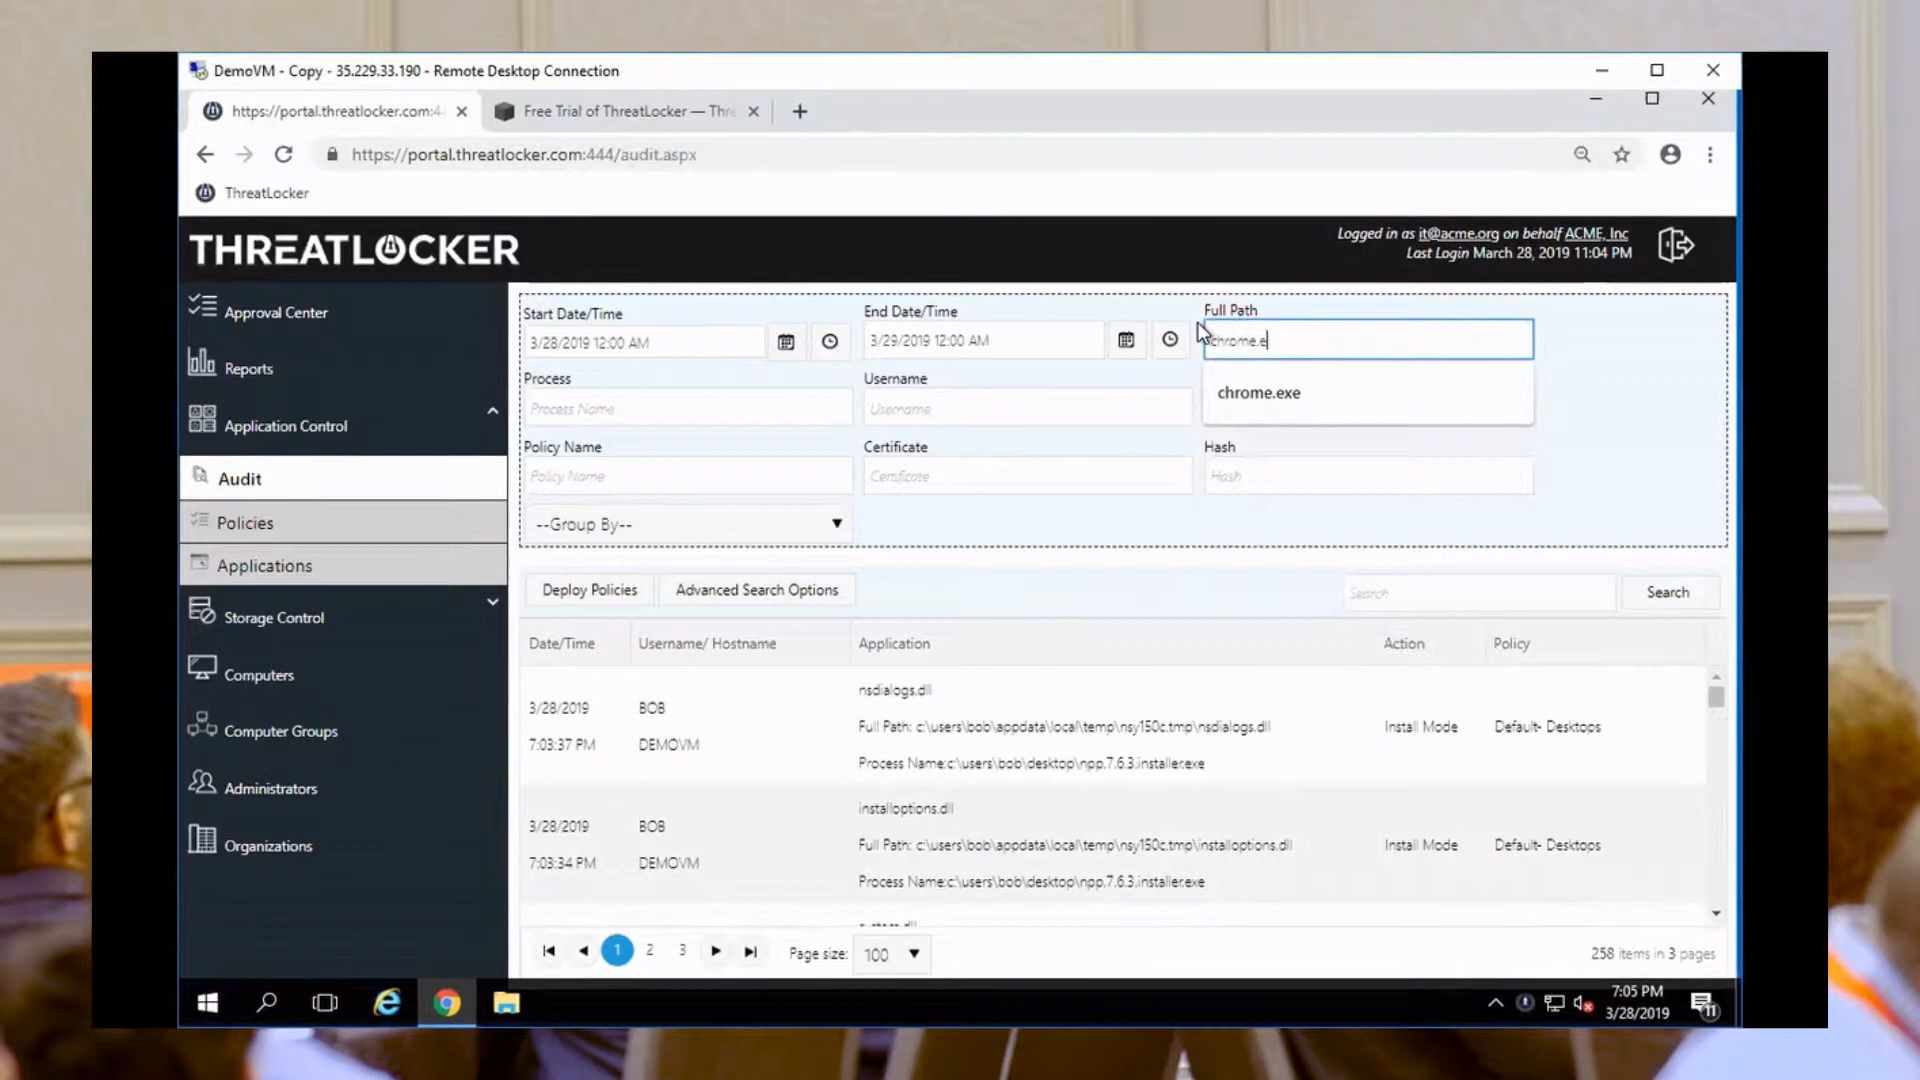 DemoVM - Copy - 35.229.33.190 - Remote Desktop Connection
https://portal.threatlocker.com:4
Free Trial of ThreatLocker — Thre
https://portal.threatlocker.com:444/audit.aspx
ThreatLocker
THREATLOCKER
Logged in as it@acme.org on behalf ACME, Inc
Last Login March 28, 2019 11:04 PM
Approval Center
Reports
Application Control
Audit
Policies
Applications
Storage Control
Computers
Computer Groups
Administrators
Organizations
Start Date/Time
End Date/Time
Full Path
3/28/2019 12:00 AM
3/29/2019 12:00 AM
chrome.e
chrome.exe
Process
Username
Process Name
Username
Policy Name
Certificate
Hash
Policy Name
Certificate
Hash
--Group By--
Deploy Policies
Advanced Search Options
Search
Search
Date/Time
Username/ Hostname
Application
Action
Policy
3/28/2019
7:03:37 PM
BOB
DEMOVM
nsdialogs.dll
Full Path: c:\users\bob\appdata\local\temp\nsy150c.tmp\nsdialogs.dll
Process Name:c:\users\bob\desktop\npp.7.6.3.installer.exe
Install Mode
Default- Desktops
3/28/2019
7:03:34 PM
BOB
DEMOVM
installoptions.dll
Full Path: c:\users\bob\appdata\local\temp\nsy150c.tmp\installoptions.dll
Process Name:c:\users\bob\desktop\npp.7.6.3.installer.exe
Install Mode
Default- Desktops
1 2 3
Page size: 100
258 items in 3 pages
7:05 PM
3/28/2019
11